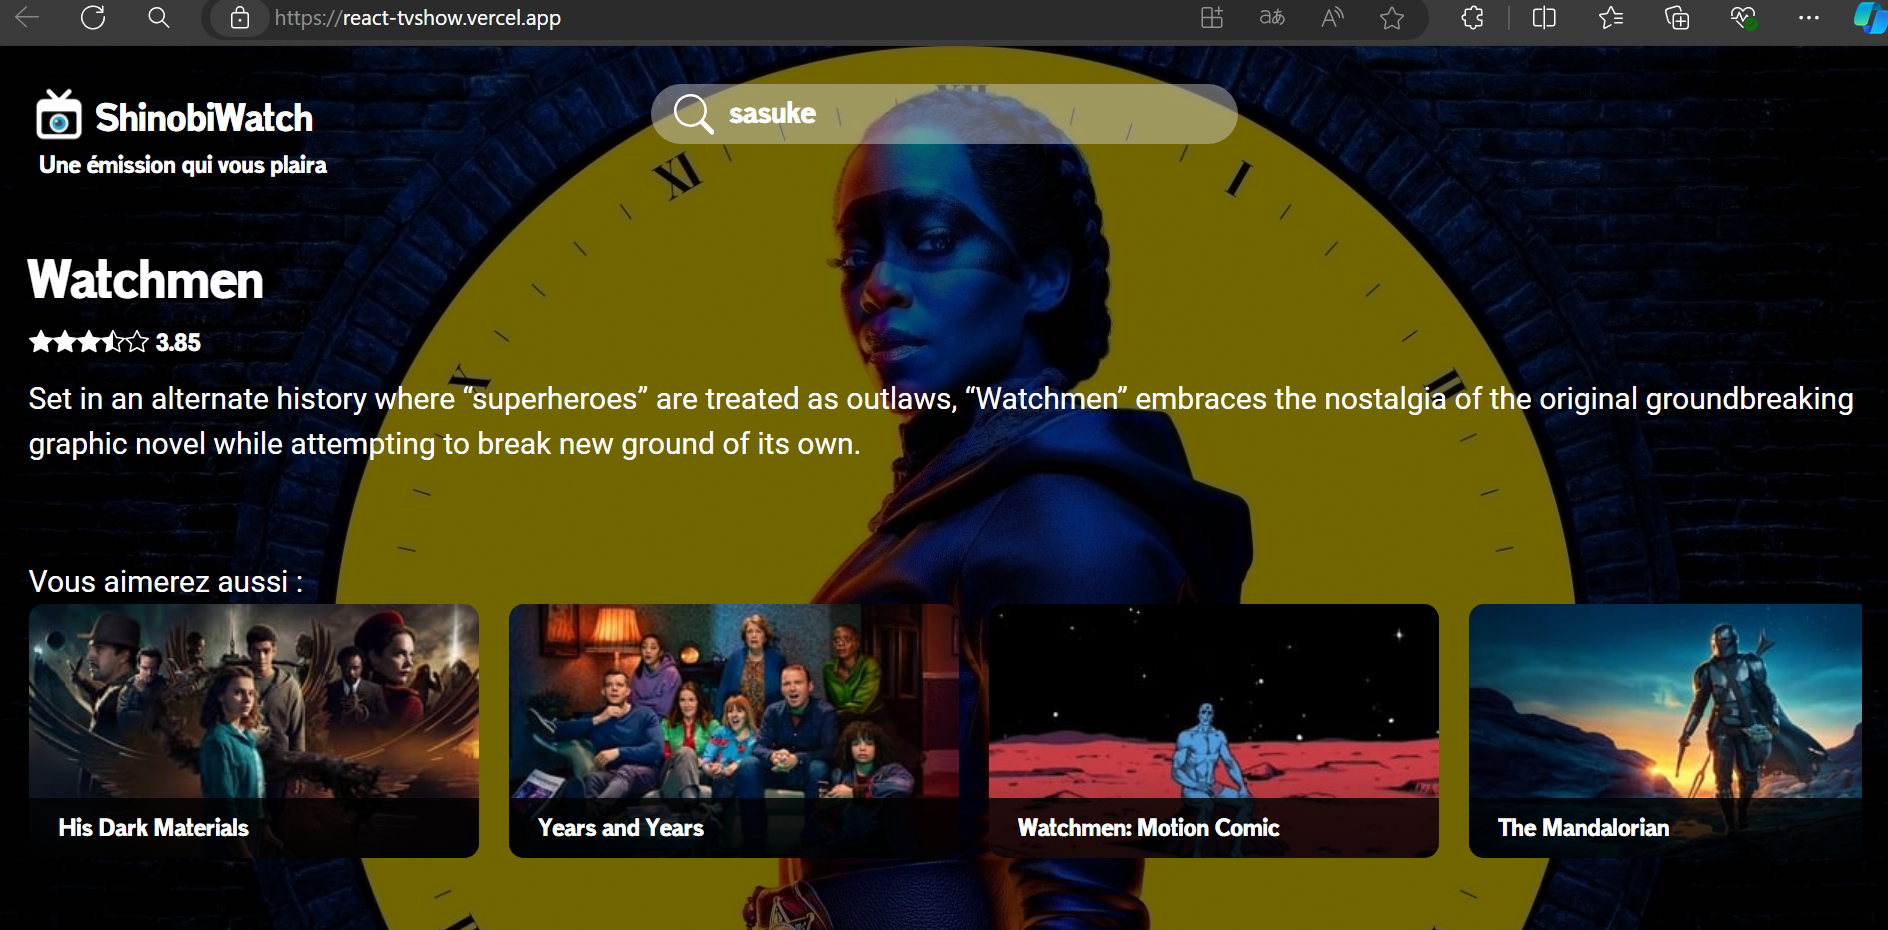 https://react-tvshow.vercel.app
ShinobiWatch
sasuke
Une émission qui vous plaira
VII
XI
I
Watchmen
3.85
X
II
Set in an alternate history where “superheroes” are treated as outlaws, “Watchmen” embraces the nostalgia of the original groundbreaking
graphic novel while attempting to break new ground of its own.
Vous aimerez aussi :
His Dark Materials
Years and Years
Watchmen: Motion Comic
The Mandalorian